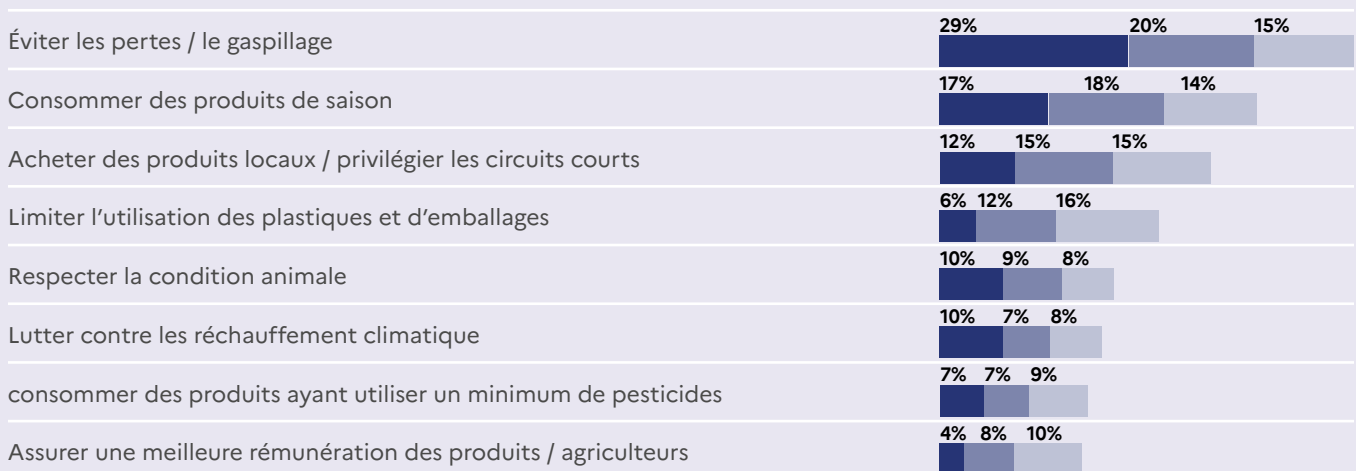 Éviter les pertes / le gaspillage 29% 20% 15%
Consommer des produits de saison 17% 18% 14%
Acheter des produits locaux / privilégier les circuits courts 12% 15% 15%
Limiter l’utilisation des plastiques et d’emballages 6% 12% 16%
Respecter la condition animale 10% 9% 8%
Lutter contre les réchauffement climatique 10% 7% 8%
consommer des produits ayant utiliser un minimum de pesticides 7% 7% 9%
Assurer une meilleure rémunération des produits / agriculteurs 4% 8% 10%